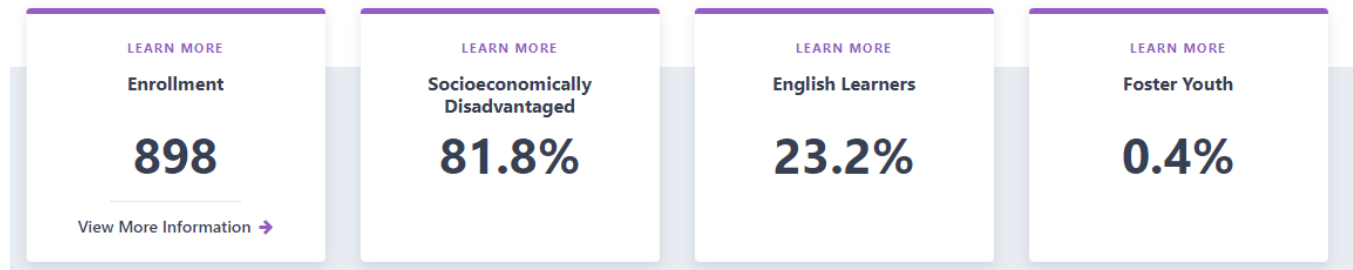 LEARN MORE
Enrollment
898
View More Information
LEARN MORE
Socioeconomically
Disadvantaged
81.8%
LEARN MORE
English Learners
23.2%
LEARN MORE
Foster Youth
0.4%